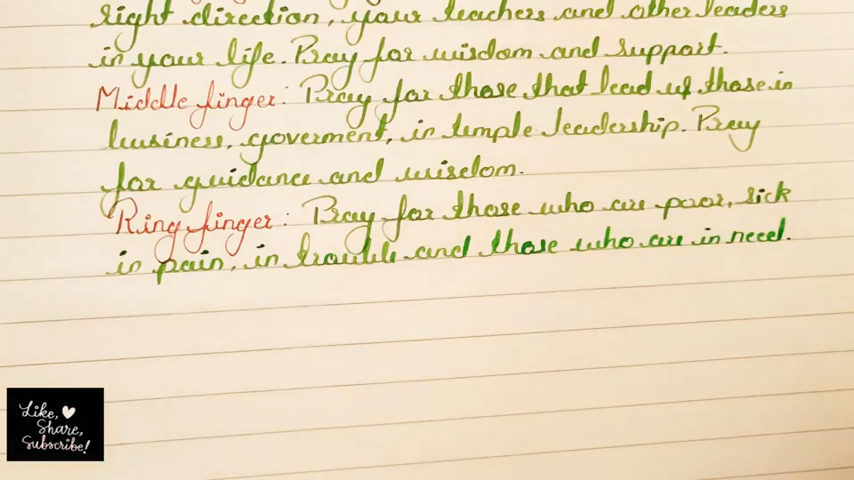 right direction, your teachers and other leaders
in your life. Pray for wisdom and support.
Middle finger: Pray for those that lead us those in
business, goverment, in temple leadership. Pray
for guidance and wisdom.
Ring finger: Pray for those who are poor, sick
in pain, in trouble and those who are in need.
Like,
Share,
Subscribe!